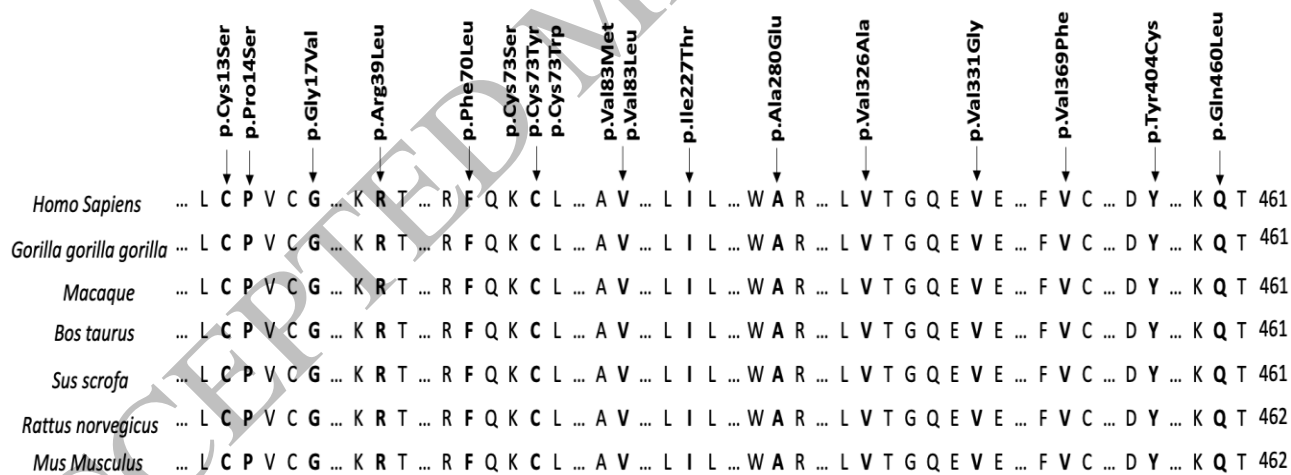 p.Cys13Ser
p.Pro14Ser
p.Gly17Val
p.Arg39Leu
p.Phe70Leu
p.Cys73Ser
p.Cys73Tyr
p.Cys73Trp
p.Val83Met
p.Val83Leu
p.Ile227Thr
p.Ala280Glu
p.Val326Ala
p.Val331Gly
p.Val369Phe
p.Tyr404Cys
p.Gln460Leu
Homo Sapiens … L C P V C G … K R T … R F Q K C L … A V … L I L … W A R … L V T G Q E V E … F V C … D Y … K Q T 461
Gorilla gorilla gorilla … L C P V C G … K R T … R F Q K C L … A V … L I L … W A R … L V T G Q E V E … F V C … D Y … K Q T 461
Macaque … L C P V C G … K R T … R F Q K C L … A V … L I L … W A R … L V T G Q E V E … F V C … D Y … K Q T 461
Bos taurus … L C P V C G … K R T … R F Q K C L … A V … L I L … W A R … L V T G Q E V E … F V C … D Y … K Q T 461
Sus scrofa … L C P V C G … K R T … R F Q K C L … A V … L I L … W A R … L V T G Q E V E … F V C … D Y … K Q T 461
Rattus norvegicus … L C P V C G … K R T … R F Q K C L … A V … L I L … W A R … L V T G Q E V E … F V C … D Y … K Q T 462
Mus Musculus … L C P V C G … K R T … R F Q K C L … A V … L I L … W A R … L V T G Q E V E … F V C … D Y … K Q T 462
CCEPTED M